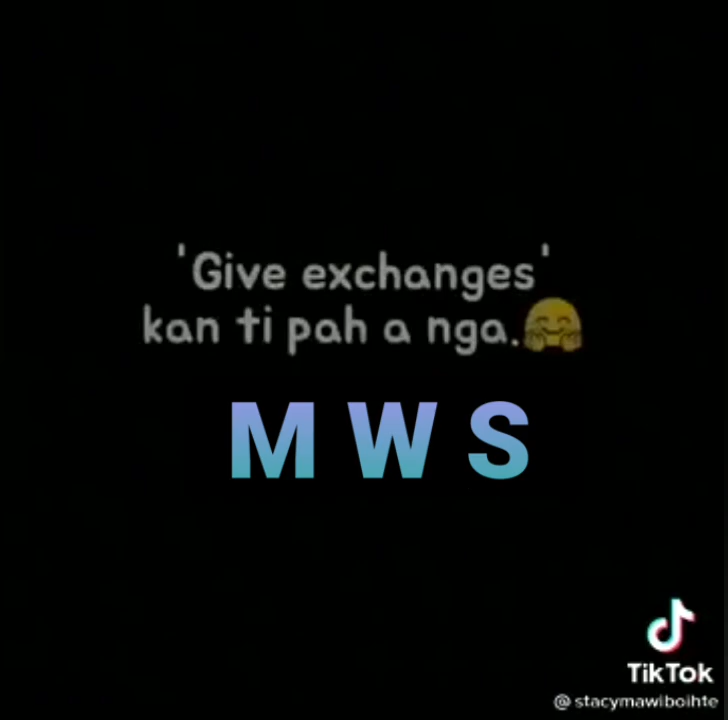 'Give exchanges'
kan ti pah a nga.🤗
M W S
TikTok
@stacymawiboihte